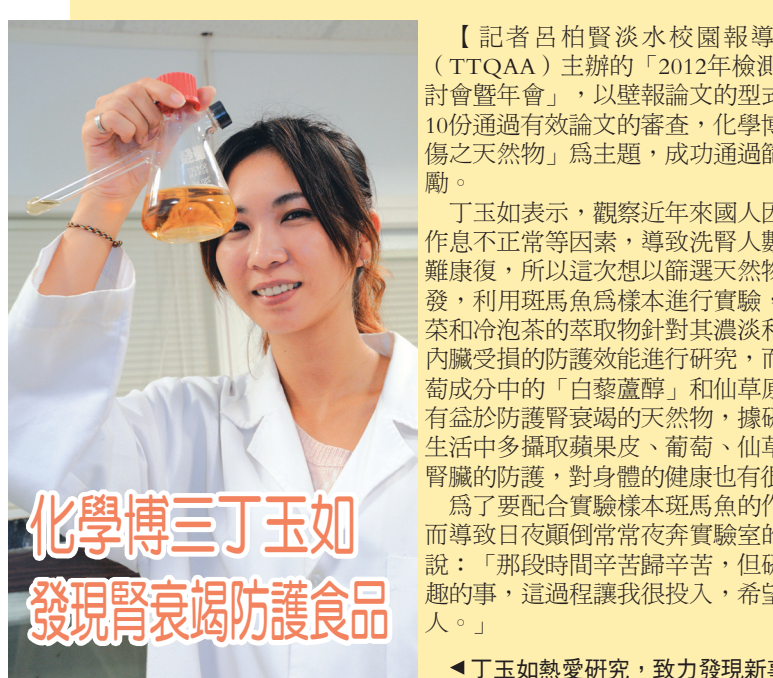 化學博三丁玉如
發現腎衰竭防護食品
【記者呂柏賢淡水校園報導
（TTQAA）主辦的「2012年檢測
討會暨年會」，以壁報論文的型式
10份通過有效論文的審查，化學博
傷之天然物」為主題，成功通過篩
勵。
丁玉如表示，觀察近年來國人因
作息不正常等因素，導致洗腎人數
難康復，所以這次想以篩選天然物
發，利用斑馬魚為樣本進行實驗，
菜和冷泡茶的萃取物針對其濃淡和
內臟受損的防護效能進行研究，而
萄成分中的「白藜蘆醇」和仙草原
有益於防護腎衰竭的天然物，據研
生活中多攝取蘋果皮、葡萄、仙草
腎臟的防護，對身體的健康也有很
為了要配合實驗樣本斑馬魚的作
而導致日夜顛倒常常夜奔實驗室的
說：「那段時間辛苦歸辛苦，但研
趣的事，這過程讓我很投入，希望
人。」
◀丁玉如熱愛研究，致力發現新事